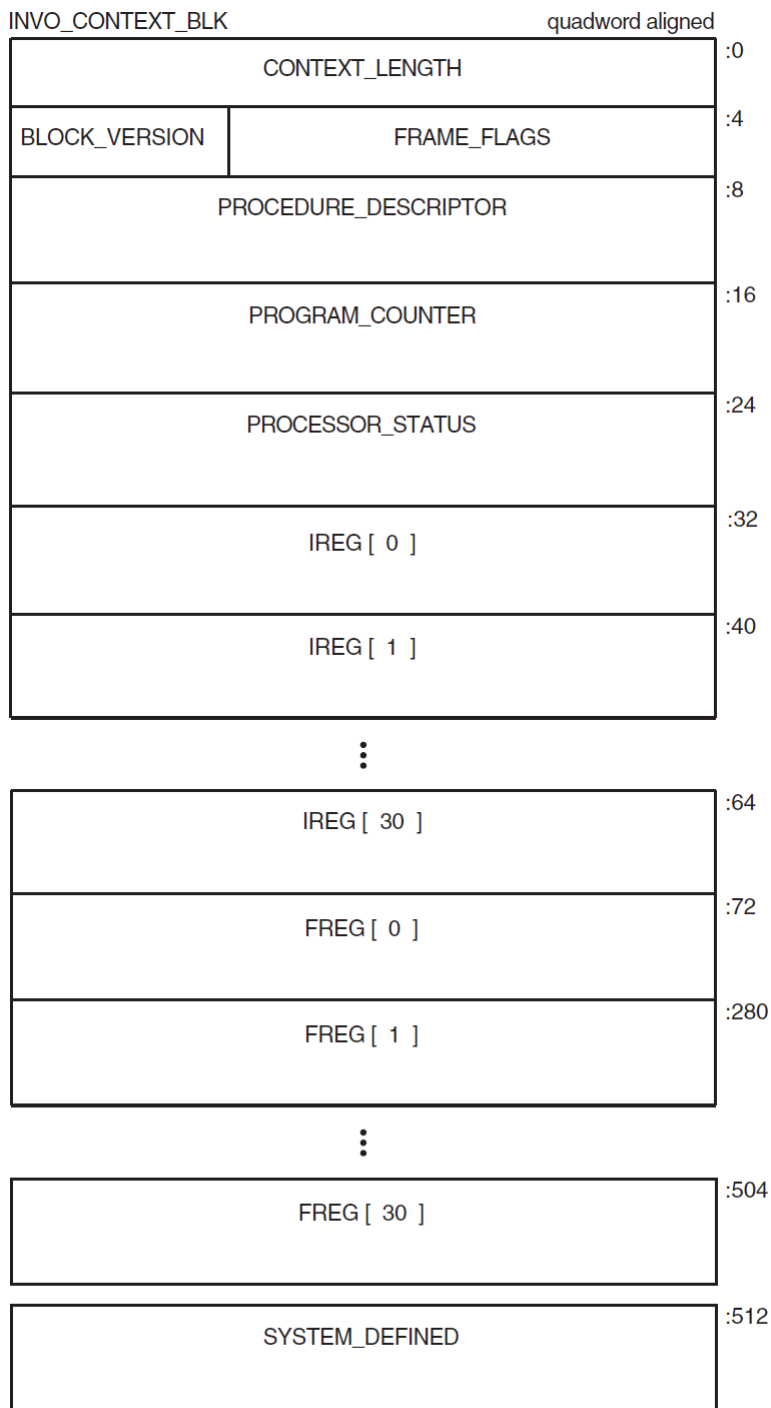 INVO_CONTEXT_BLK quadword aligned
:0
CONTEXT_LENGTH
:4
BLOCK_VERSION FRAME_FLAGS
:8
PROCEDURE_DESCRIPTOR
:16
PROGRAM_COUNTER
:24
PROCESSOR_STATUS
:32
IREG [ 0 ]
:40
IREG [ 1 ]
:64
IREG [ 30 ]
:72
FREG [ 0 ]
:280
FREG [ 1 ]
:504
FREG [ 30 ]
:512
SYSTEM_DEFINED